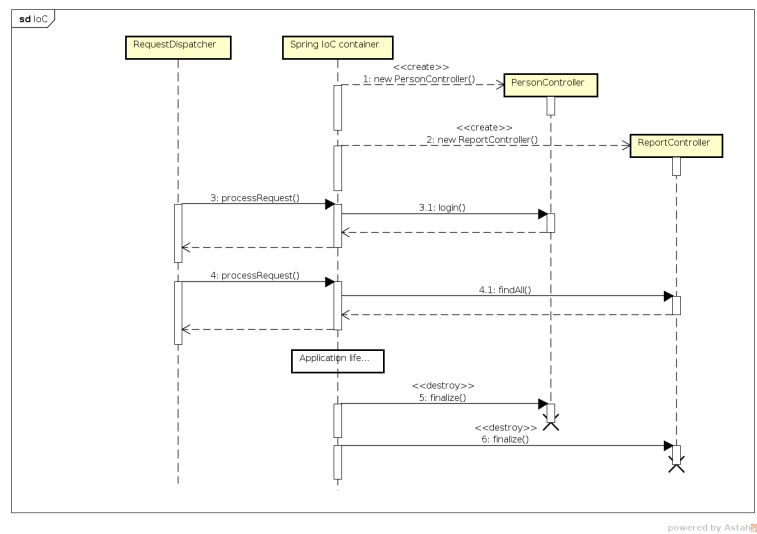 sd IoC
RequestDispatcher
Spring IoC container
<<create>>
1: new PersonController()
PersonController
<<create>>
2: new ReportController()
ReportController
3: processRequest()
3.1: login()
4: processRequest()
4.1: findAll()
Application life...
<<destroy>>
5: finalize()
<<destroy>>
6: finalize()
powered by Astah